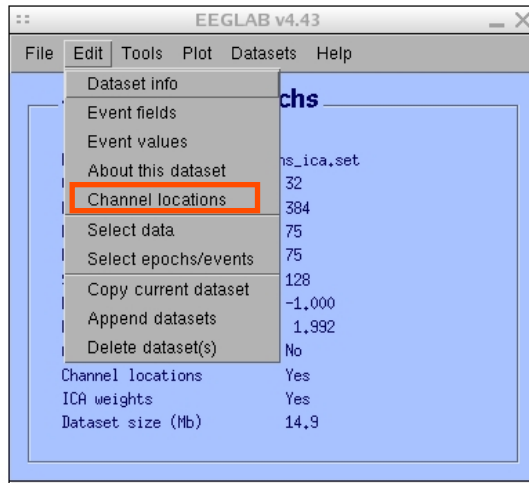 EEGLAB v4.43
File Edit Tools Plot Datasets Help
Dataset info
chs
Event fields
Event values
ns_ica.set
About this dataset
32
Channel locations
384
Select data
75
Select epochs/events
75
128
Copy current dataset
-1.000
Append datasets
1.992
Delete dataset(s)
No
Channel locations Yes
ICA weights Yes
Dataset size (Mb) 14.9